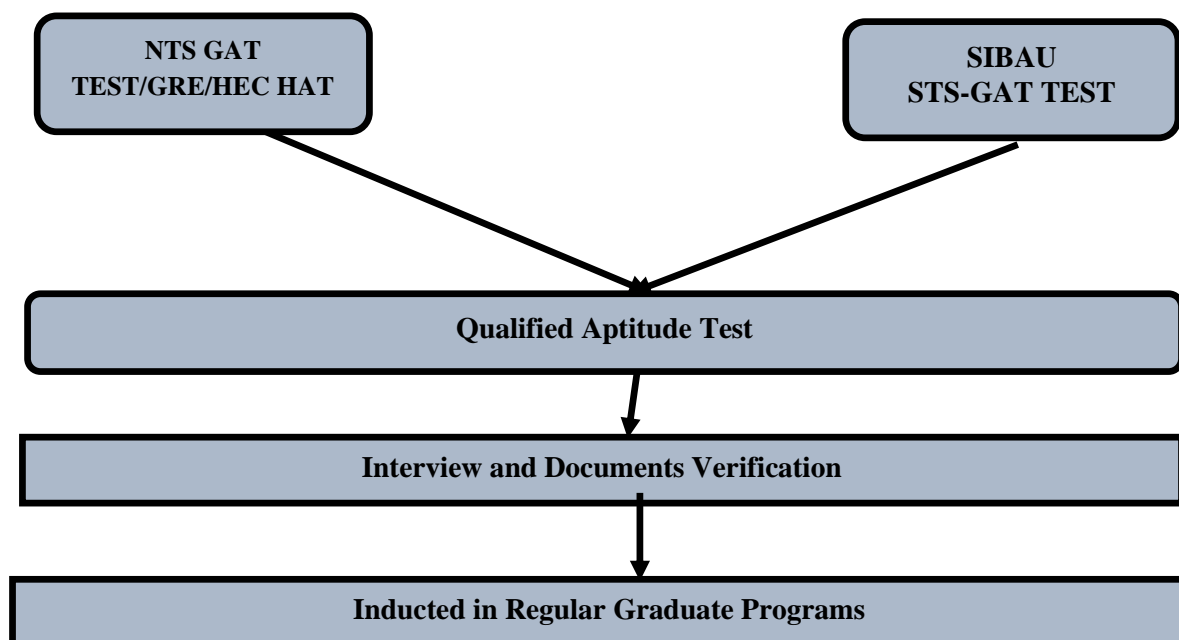 NTS GAT
TEST/GRE/HEC HAT
SIBAU
STS-GAT TEST
Qualified Aptitude Test
Interview and Documents Verification
Inducted in Regular Graduate Programs